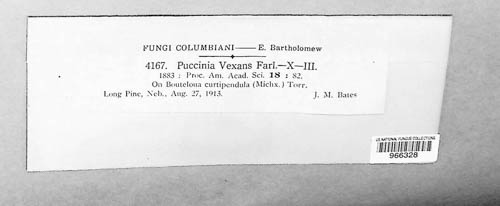 FUNGI COLUMBIANI—E. Bartholomew
4167. Puccinia Vexans Farl.—X—III.
1883 : Proc. Am. Acad. Sci. 18 : 82.
On Bouteloua curtipendula (Michx.) Torr.
Long Pine, Neb., Aug. 27, 1913. J. M. Bates
US NATIONAL FUNGUS COLLECTIONS
966328